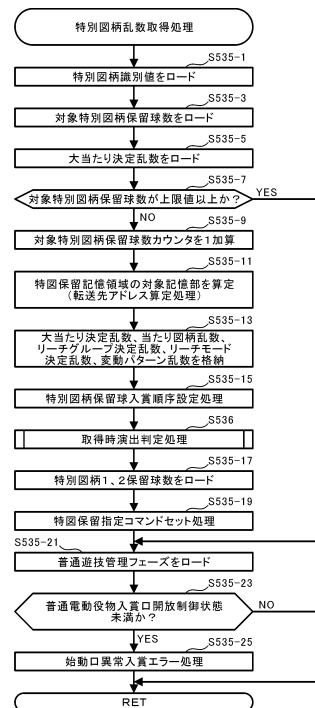 特別図柄乱数取得処理
S535-1
特別図柄識別値をロード
S535-3
対象特別図柄保留球数をロード
S535-5
大当たり決定乱数をロード
S535-7
対象特別図柄保留球数が上限値以上か?
YES
NO
S535-9
対象特別図柄保留球数カウンタを1加算
S535-11
特図保留記憶領域の対象記憶部を算定
(転送先アドレス算定処理)
S535-13
大当たり決定乱数、当たり図柄乱数、
リーチグループ決定乱数、リーチモード
決定乱数、変動パターン乱数を格納
S535-15
特別図柄保留球入賞順序設定処理
S536
取得時演出判定処理
S535-17
特別図柄1、2保留球数をロード
S535-19
特図保留指定コマンドセット処理
S535-21
普通遊技管理フェーズをロード
S535-23
普通電動役物入賞口開放制御状態
未満か?
NO
YES
S535-25
始動口異常入賞エラー処理
RET